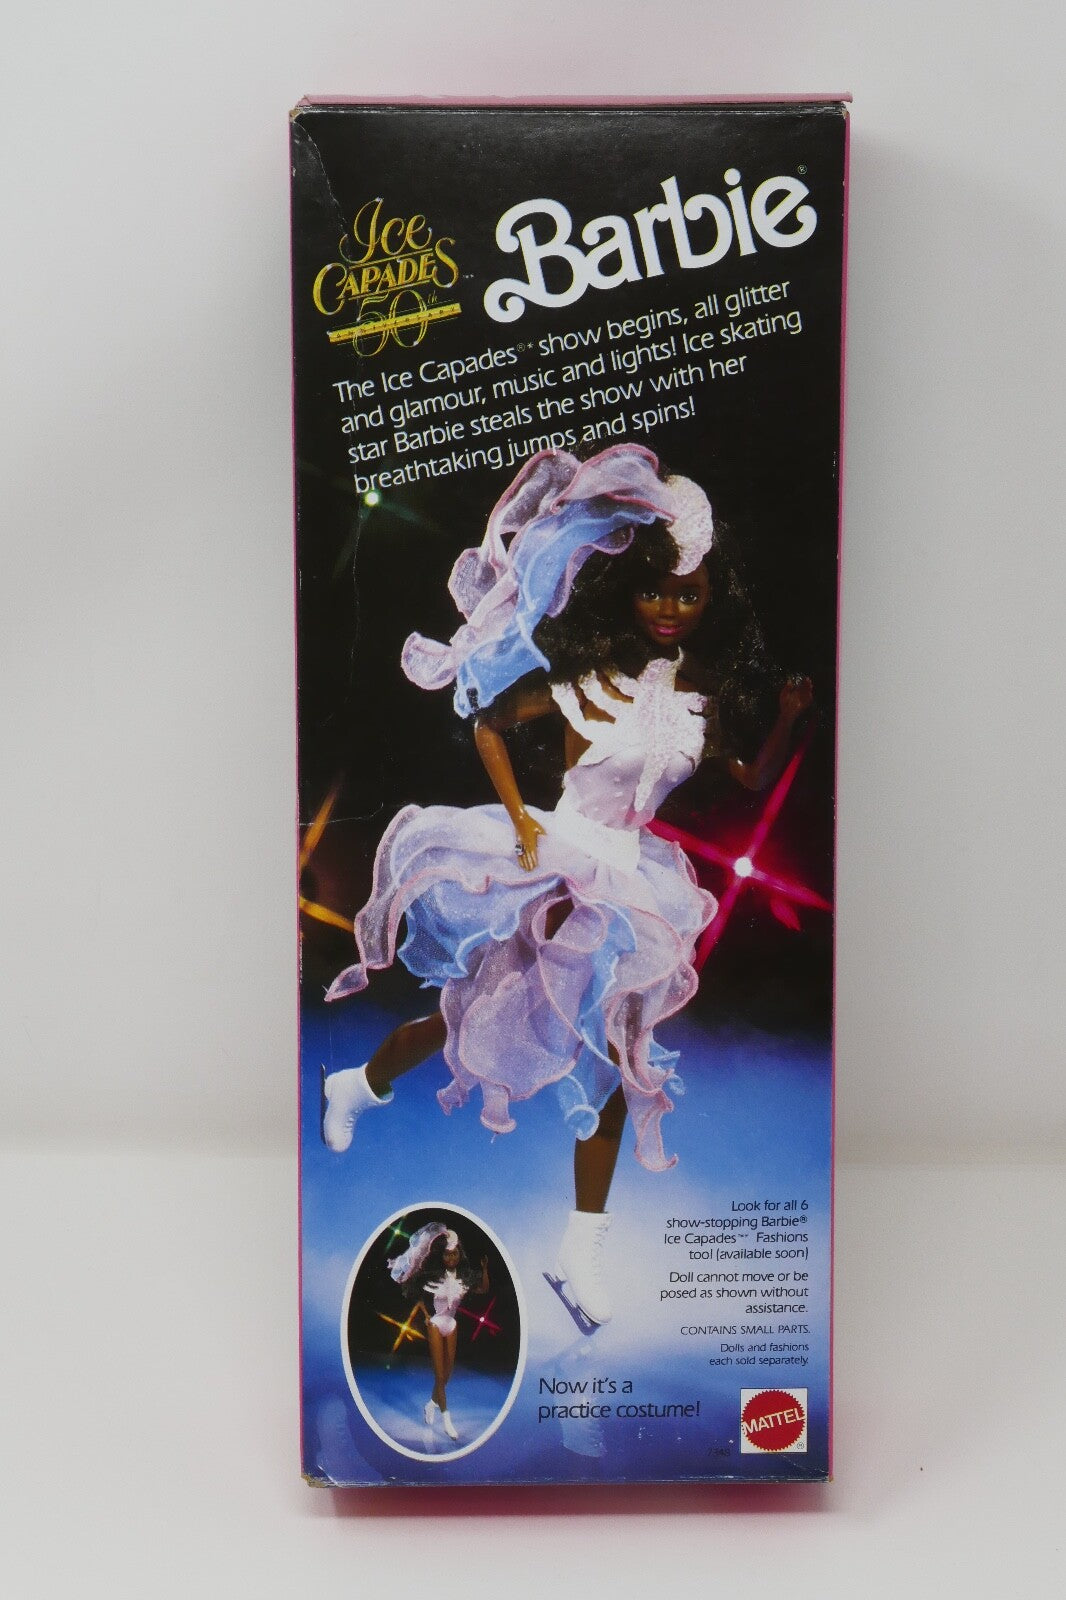 Ice
CAPADES™
50th
ANNIVERSARY
Barbie®
The Ice Capades®* show begins, all glitter
and glamour, music and lights! Ice skating
star Barbie steals the show with her
breathtaking jumps and spins!
Look for all 6
show-stopping Barbie®
Ice Capades™* Fashions
too! (available soon)
Doll cannot move or be
posed as shown without
assistance.
CONTAINS SMALL PARTS.
Dolls and fashions
each sold separately.
Now it's a
practice costume!
7348
MATTEL
®